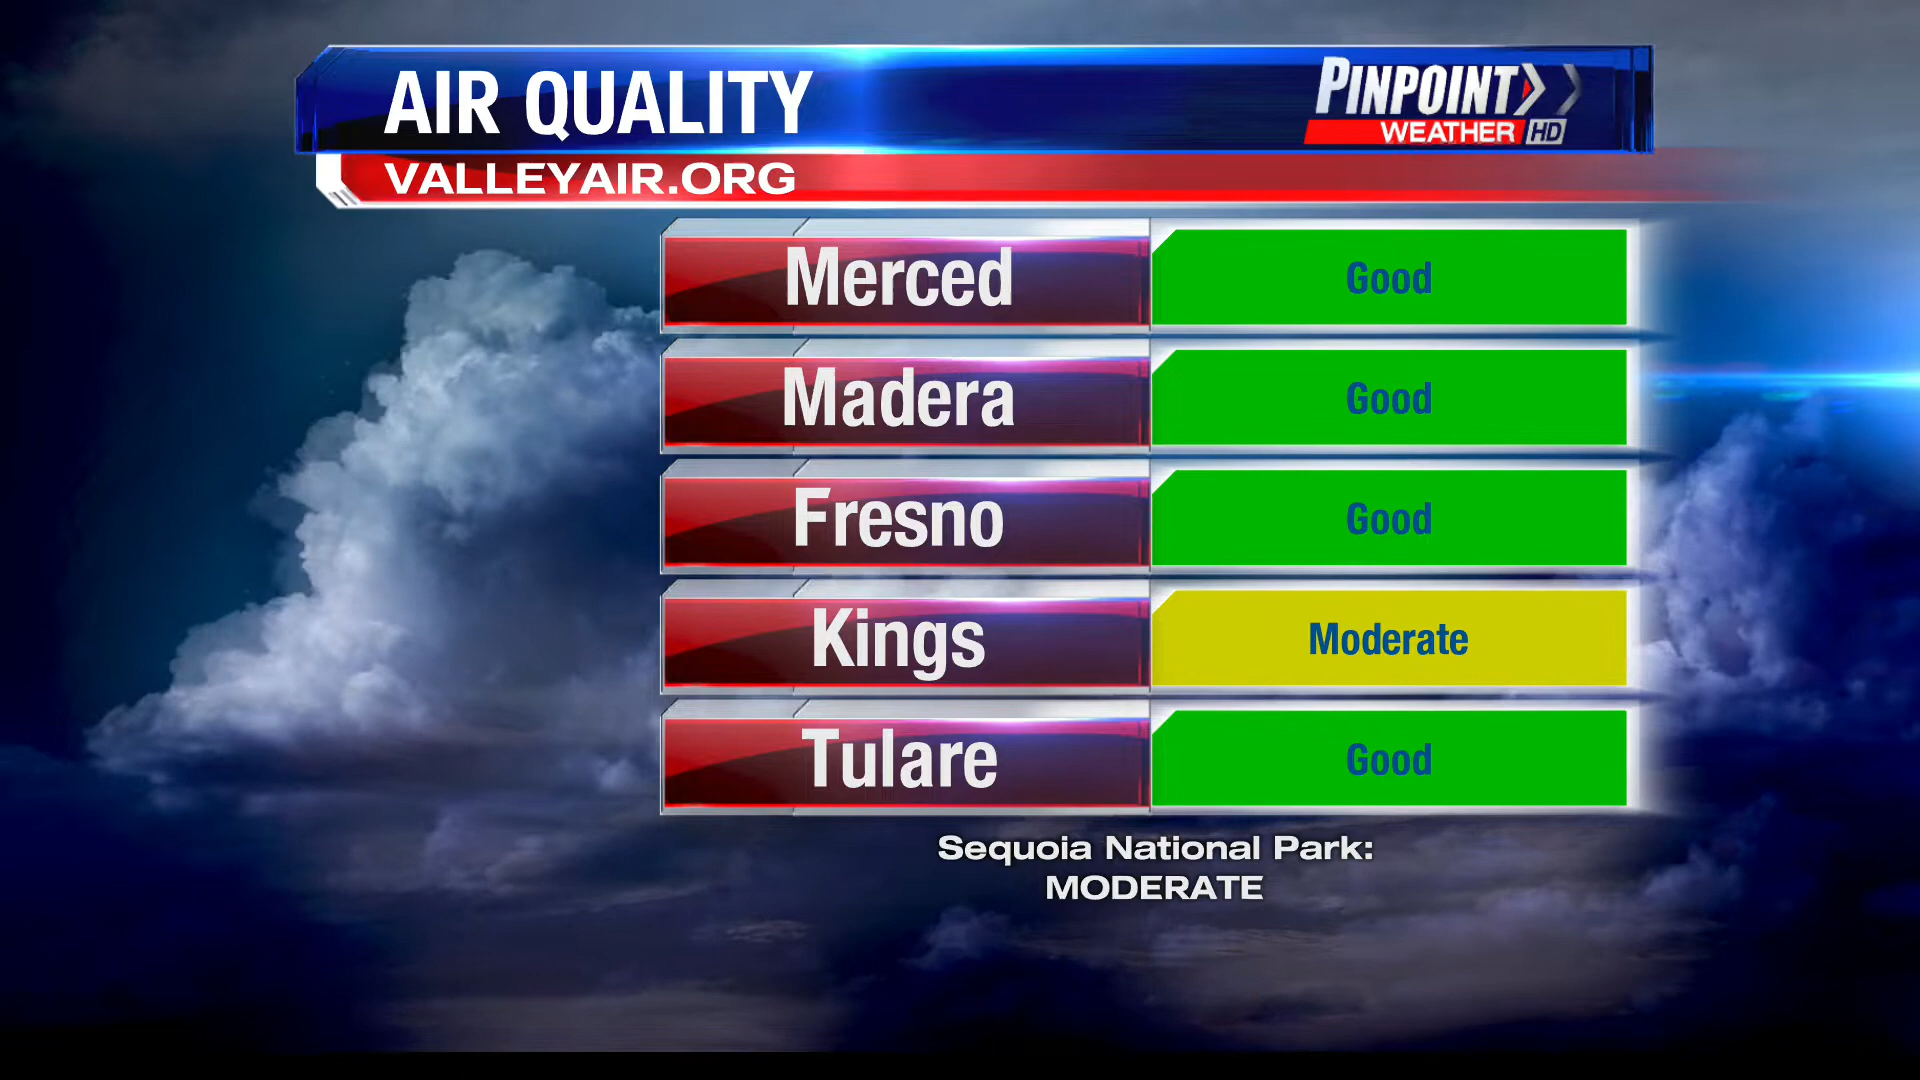 AIR QUALITY
PINPOINT
WEATHER HD
VALLEYAIR.ORG
Merced Good
Madera Good
Fresno Good
Kings Moderate
Tulare Good
Sequoia National Park:
MODERATE